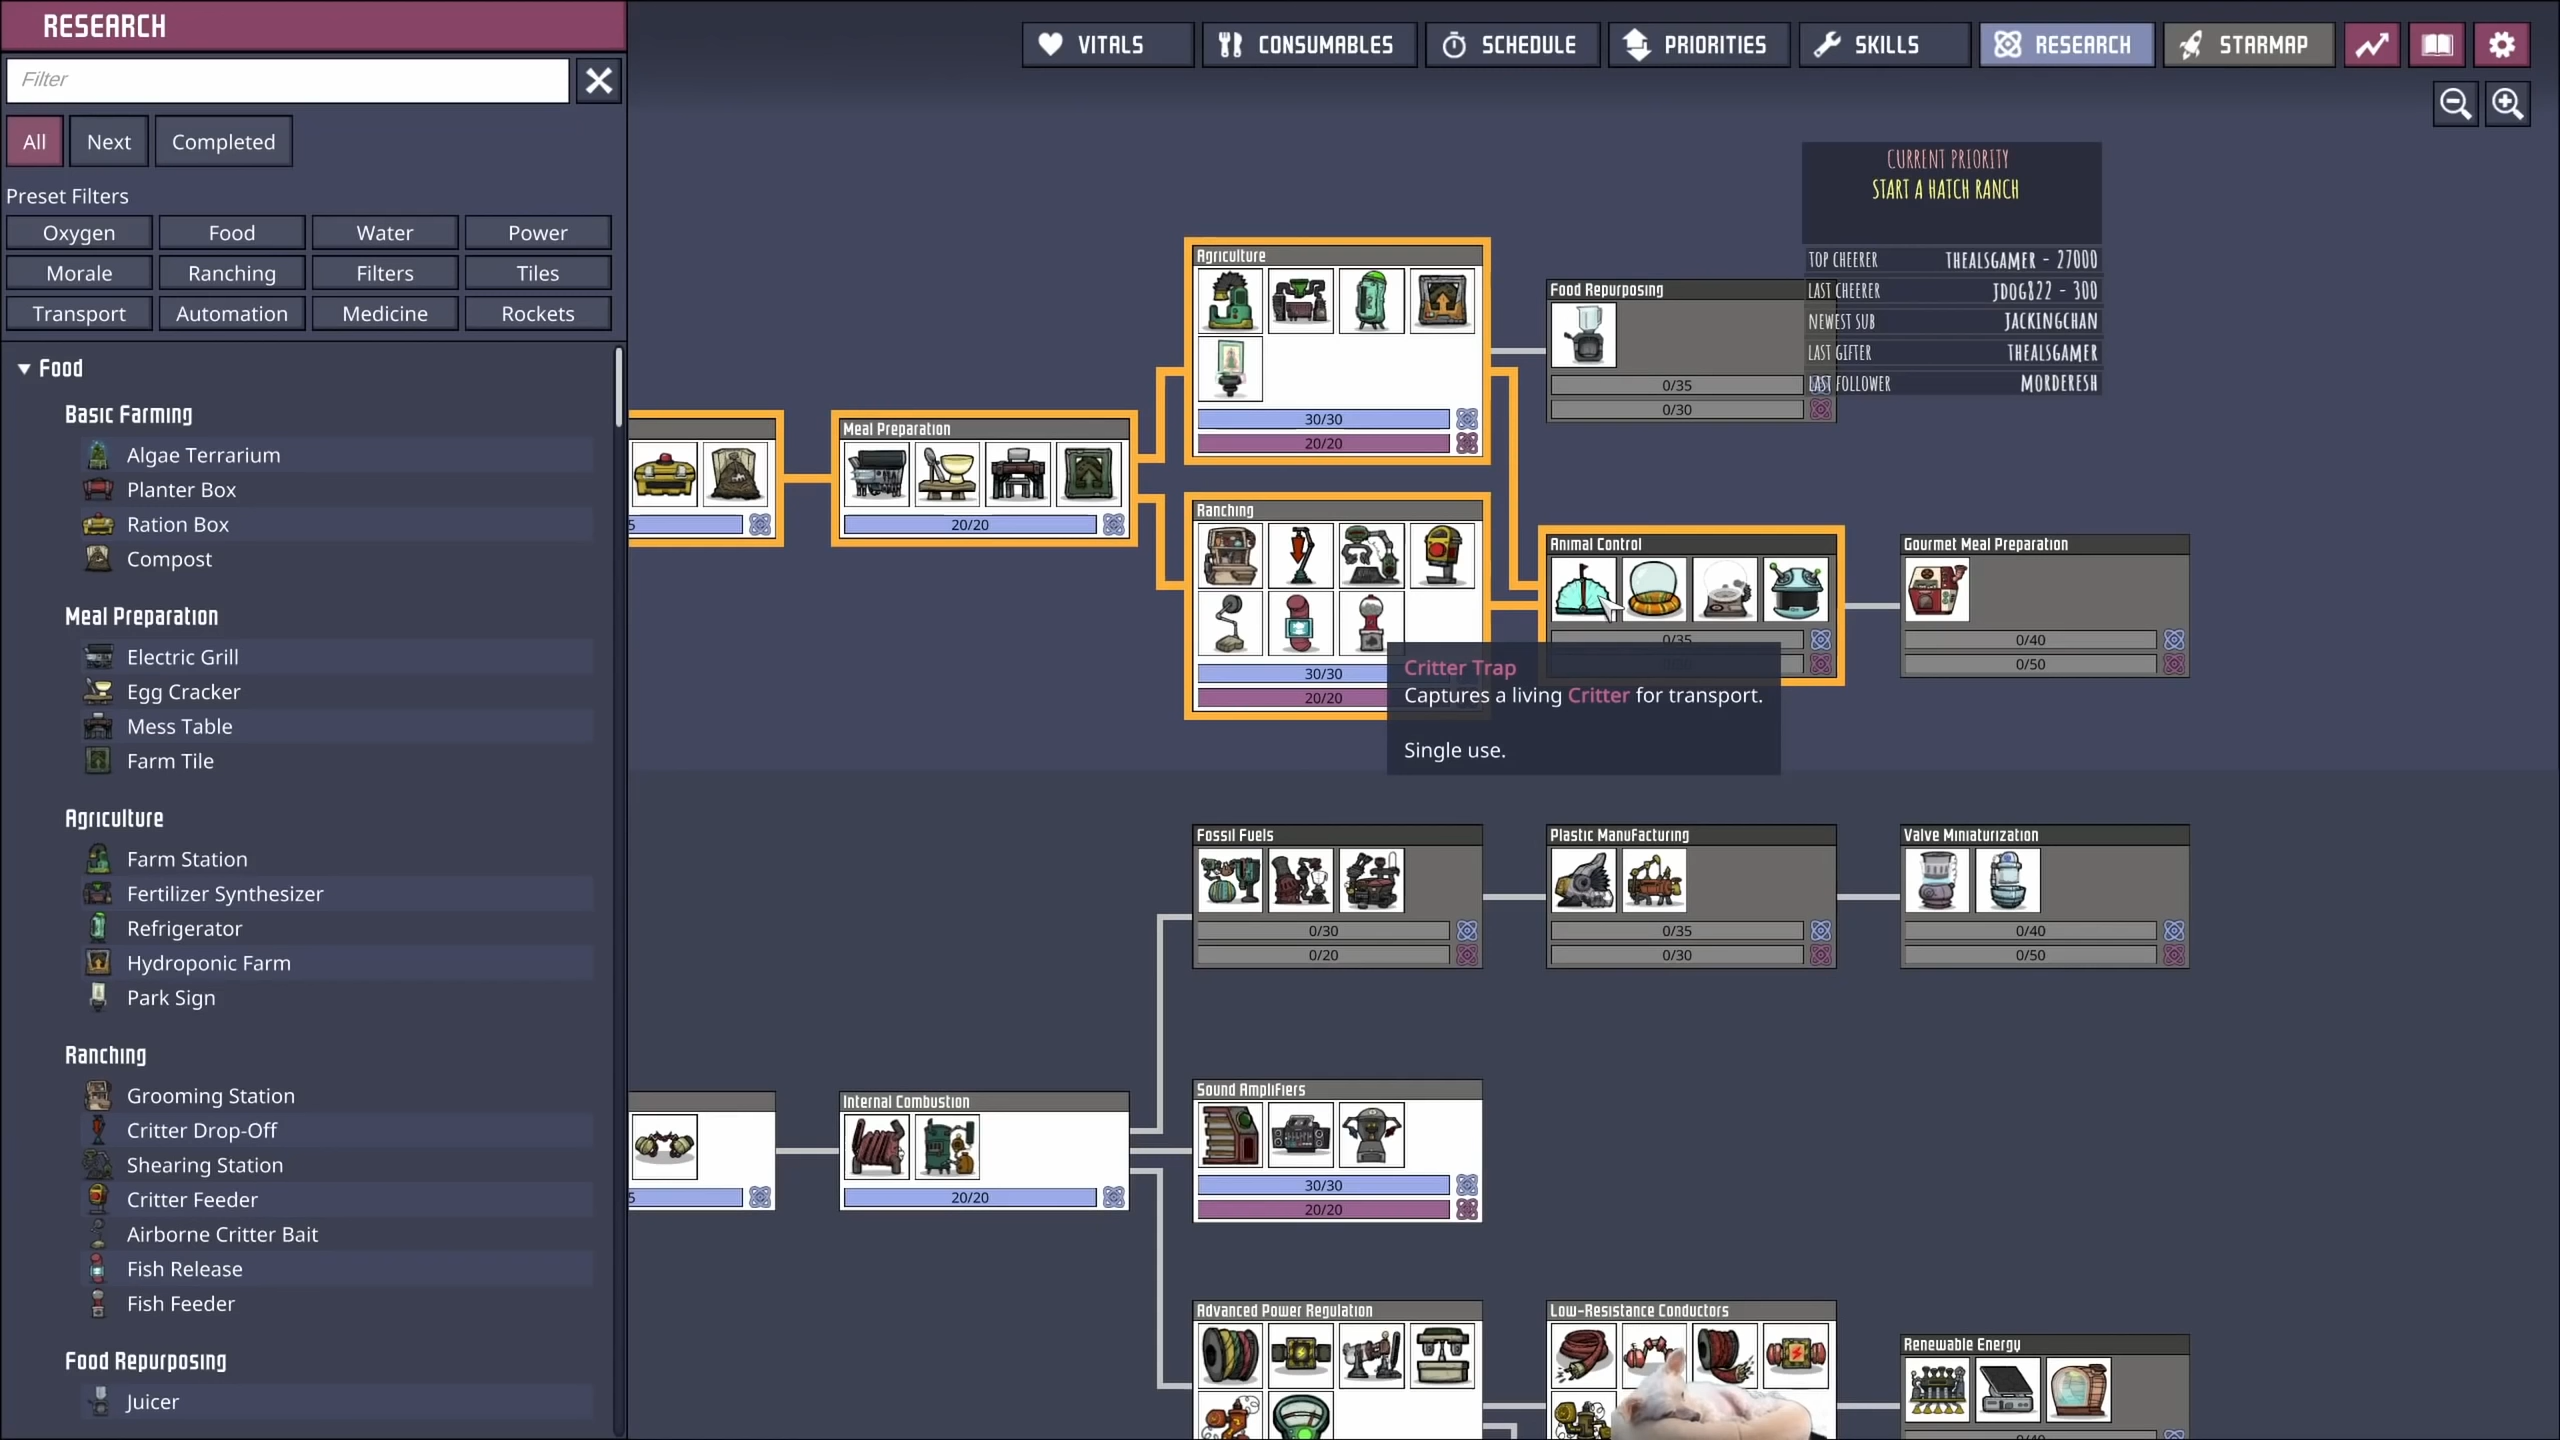 RESEARCH
VITALS
CONSUMABLES
SCHEDULE
PRIORITIES
SKILLS
RESEARCH
STARMAP
Filter
All
Next
Completed
Preset Filters
Oxygen
Food
Water
Power
Morale
Ranching
Filters
Tiles
Transport
Automation
Medicine
Rockets
Food
Basic Farming
Algae Terrarium
Planter Box
Ration Box
Compost
Meal Preparation
Electric Grill
Egg Cracker
Mess Table
Farm Tile
Agriculture
Farm Station
Fertilizer Synthesizer
Refrigerator
Hydroponic Farm
Park Sign
Ranching
Grooming Station
Critter Drop-Off
Shearing Station
Critter Feeder
Airborne Critter Bait
Fish Release
Fish Feeder
Food Repurposing
Juicer
CURRENT PRIORITY
START A HATCH RANCH
TOP CHEERER THEALSGAMER - 27000
LAST CHEERER JDOG822 - 300
NEWEST SUB JACKINGCHAN
LAST GIFTER THEALSGAMER
LAST FOLLOWER MORDERESH
5
Meal Preparation
20/20
Agriculture
30/30
20/20
Food Repurposing
0/35
0/30
Ranching
30/30
20/20
Animal Control
0/35
Gourmet Meal Preparation
0/40
0/50
Critter Trap
Captures a living Critter for transport.
Single use.
Fossil Fuels
0/30
0/20
Plastic Manufacturing
0/35
0/30
Valve Miniaturization
0/40
0/50
5
Internal Combustion
20/20
Sound Amplifiers
30/30
20/20
Advanced Power Regulation
Low-Resistance Conductors
Renewable Energy